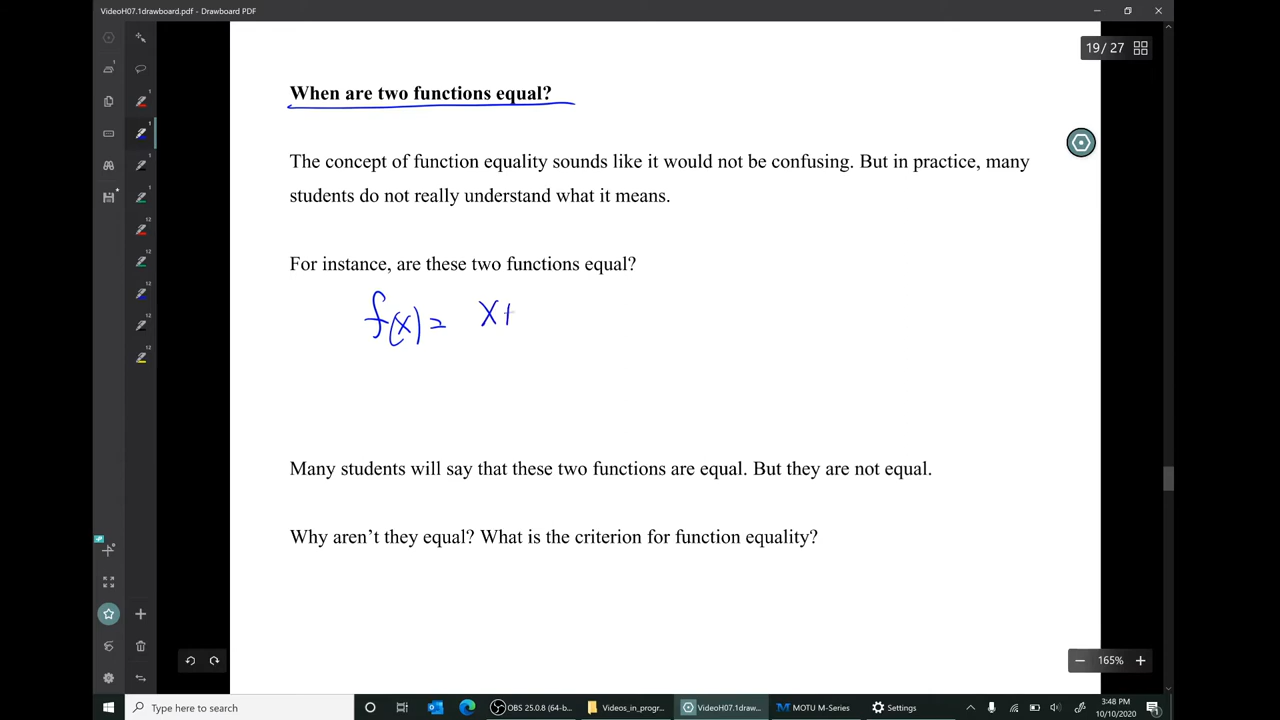 VideoH07.1drawboard.pdf - Drawboard PDF
19 / 27
When are two functions equal?
The concept of function equality sounds like it would not be confusing. But in practice, many
students do not really understand what it means.
For instance, are these two functions equal?
f(x) = x+
Many students will say that these two functions are equal. But they are not equal.
Why aren't they equal? What is the criterion for function equality?
165%
Type here to search
OBS 25.0.8 (64-b...
Videos_in_progr...
VideoH07.1draw...
MOTU M-Series
Settings
3:48 PM
10/10/2020